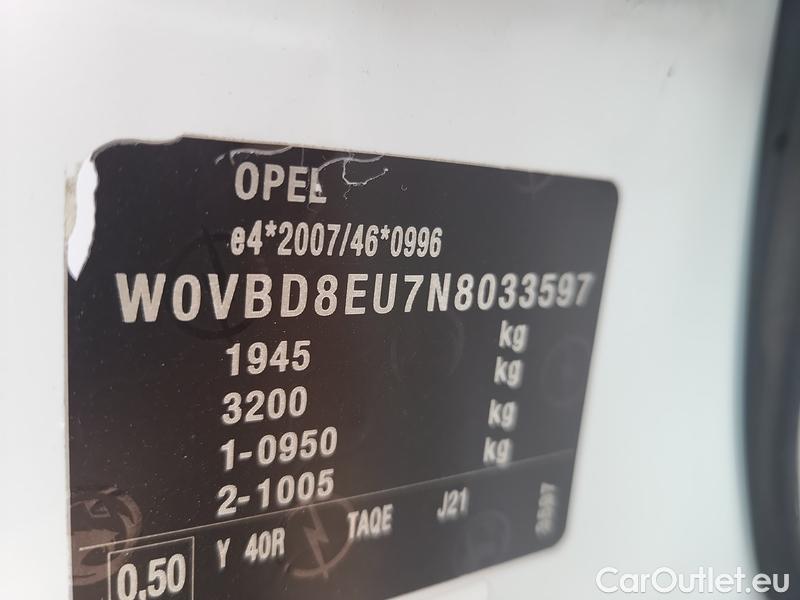 OPEL
e4*2007/46*0996
W0VBD8EU7N8033597
1945 kg
3200 kg
1-0950 kg
2-1005 kg
0,50 Y 40R TAQE J21
3597
CarOutlet.eu